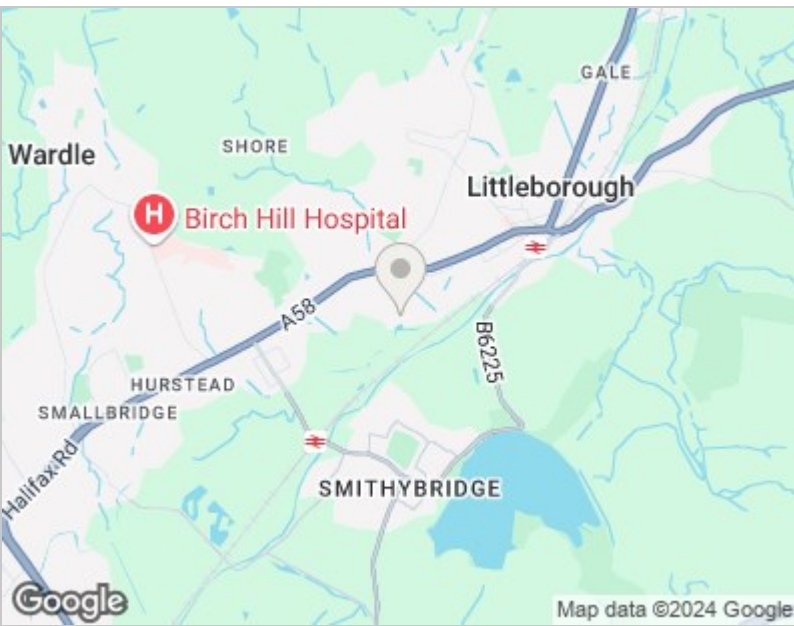 GALE
SHORE
Wardle
Littleborough
H
Birch Hill Hospital
A58
B6225
HURSTEAD
SMALLBRIDGE
Halifax Rd
SMITHYBRIDGE
Google
Map data ©2024 Google